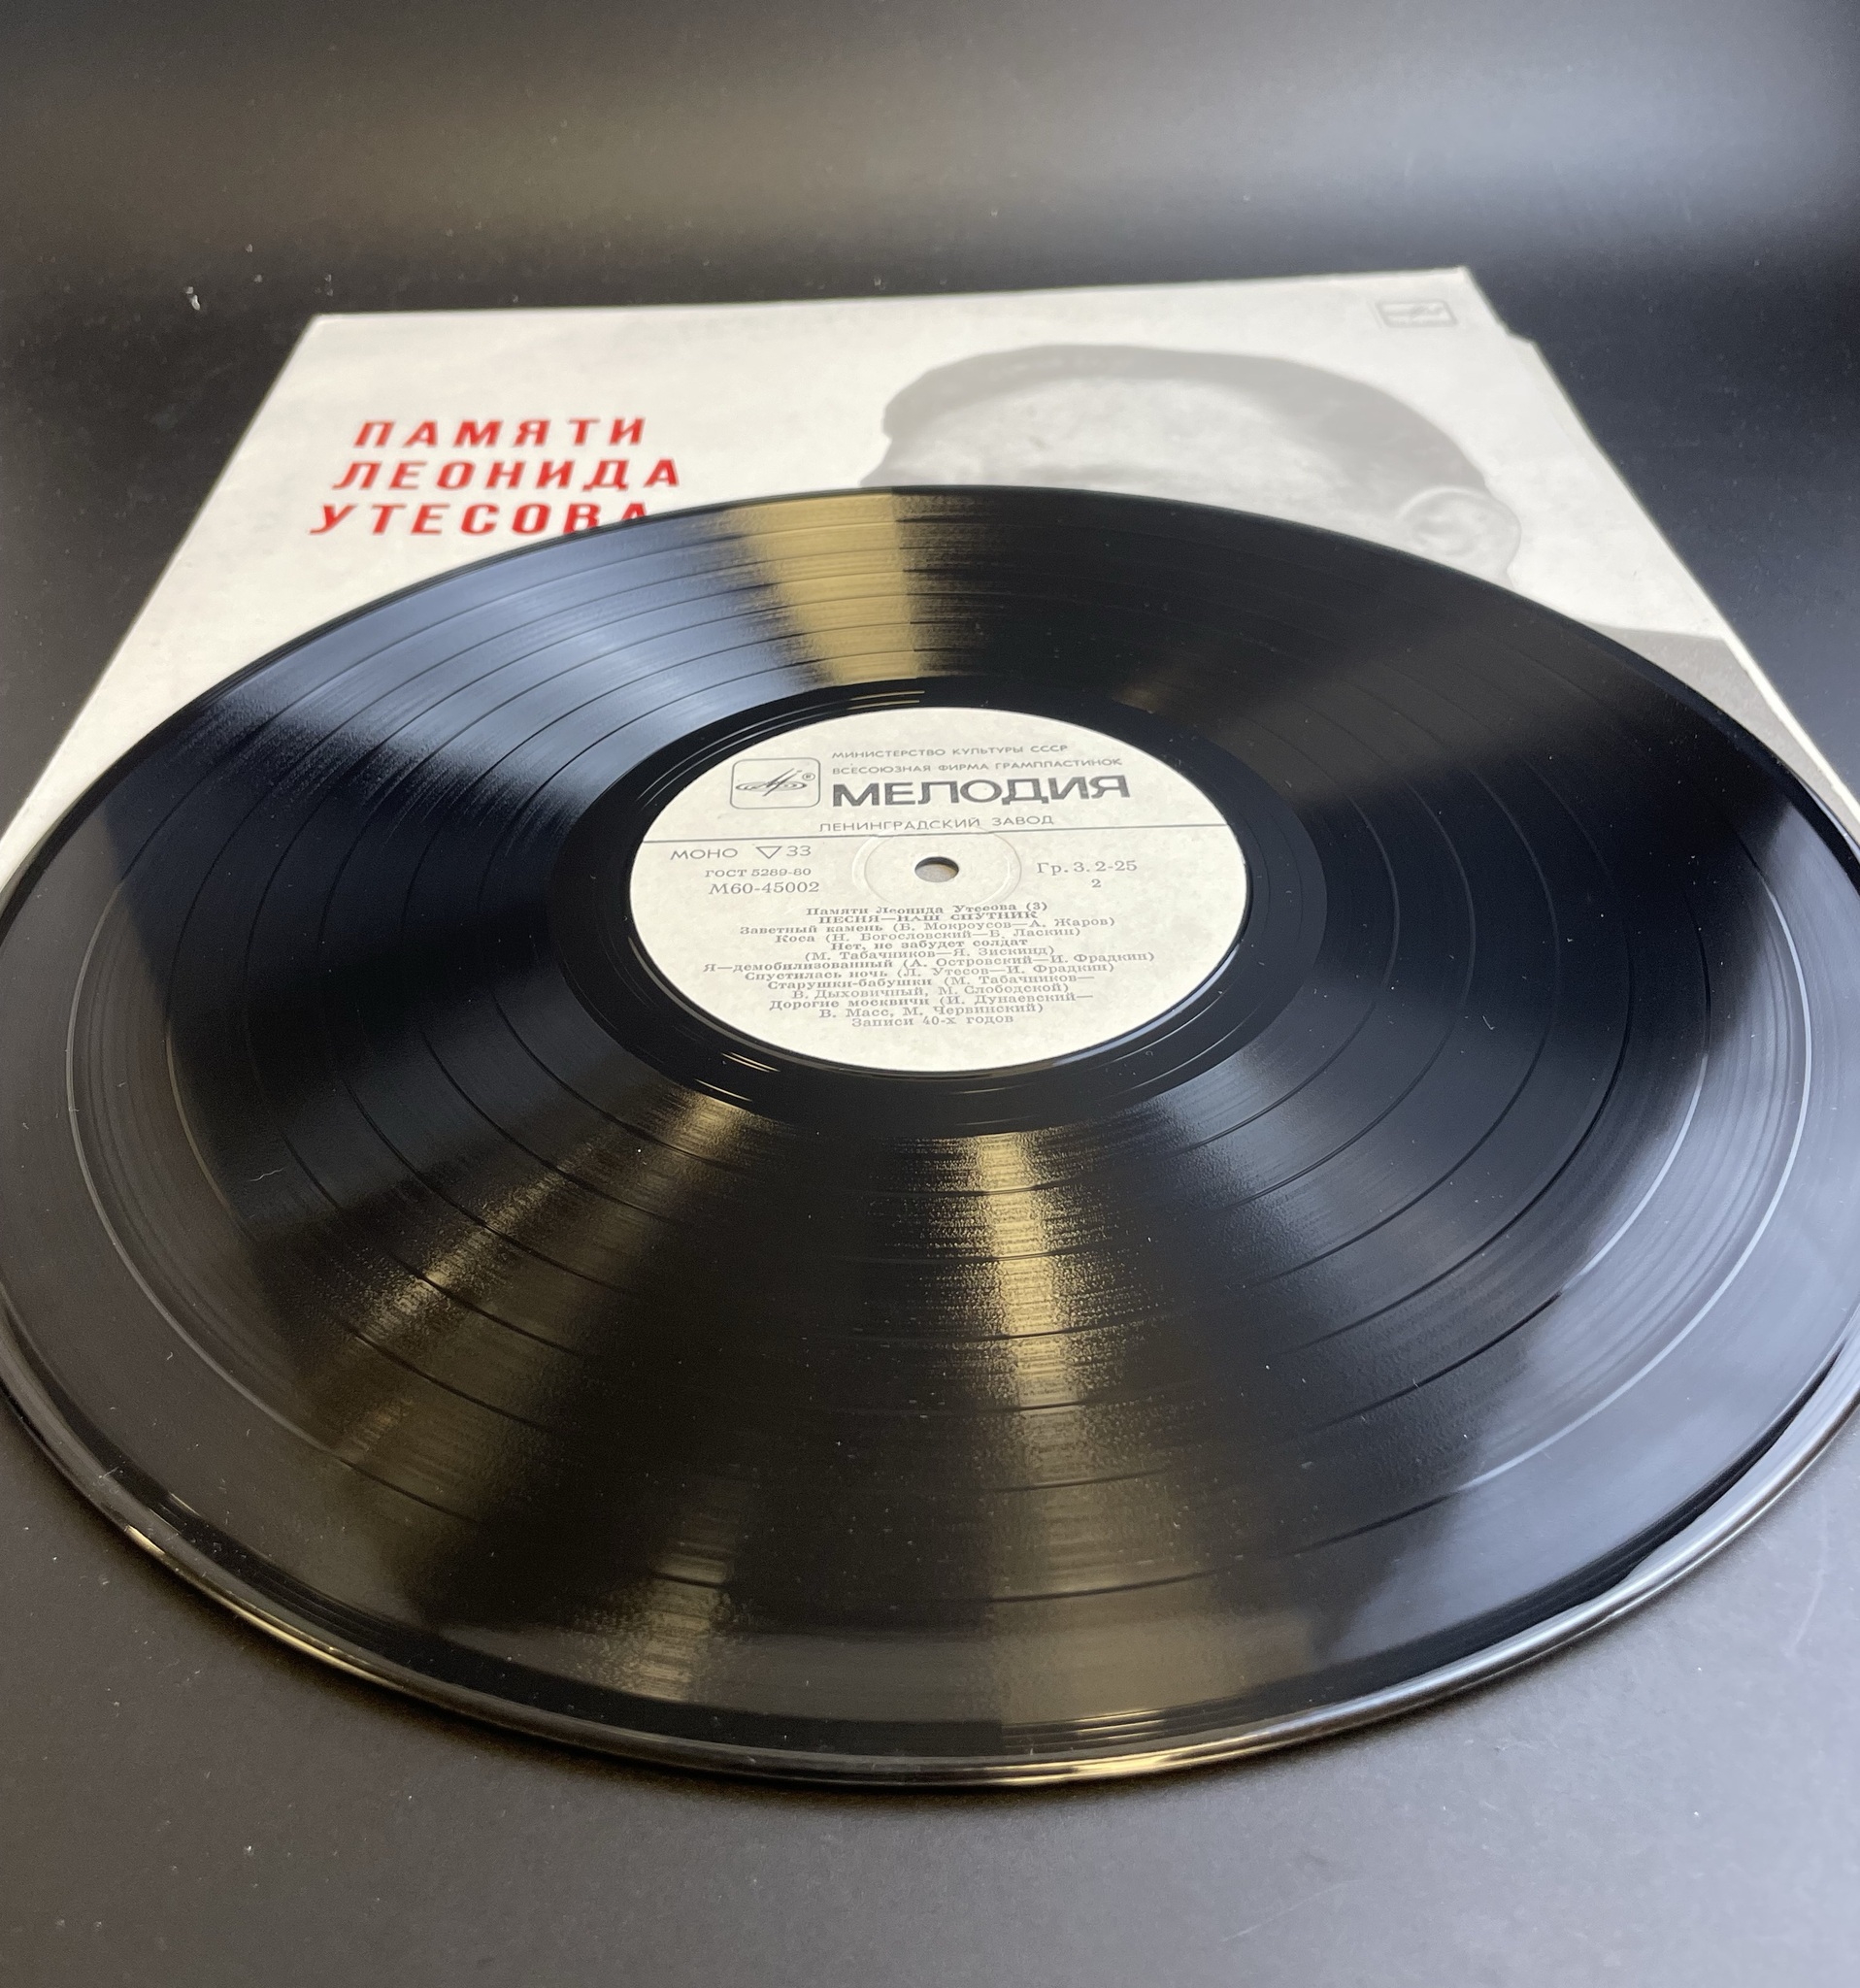 ПАМЯТИ
ЛЕОНИДА
УТЕСОВА
МИНИСТЕРСТВО КУЛЬТУРЫ СССР
ВСЕСОЮЗНАЯ ФИРМА ГРАМПЛАСТИНОК
МЕЛОДИЯ
ЛЕНИНГРАДСКИЙ ЗАВОД
МОНО ▽33
ГОСТ 5289-80
М60-45002
Гр. 3. 2-25
2
Памяти Леонида Утесова (3)
ПЕСНЯ—НАШ СПУТНИК
Заветный камень (Б. Мокроусов—А. Жаров)
Коса (Н. Богословский—Б. Ласкин)
Нет, не забудет солдат
(М. Табачников—Я. Зискинд)
Я—демобилизованный (А. Островский—И. Фрадкин)
Спустилась ночь (Л. Утесов—И. Фрадкин)
Старушки-бабушки (М. Табачников—
В. Дыховичный, М. Слободской)
Дорогие москвичи (И. Дунаевский—
В. Масс, М. Червинский)
Записи 40-х годов